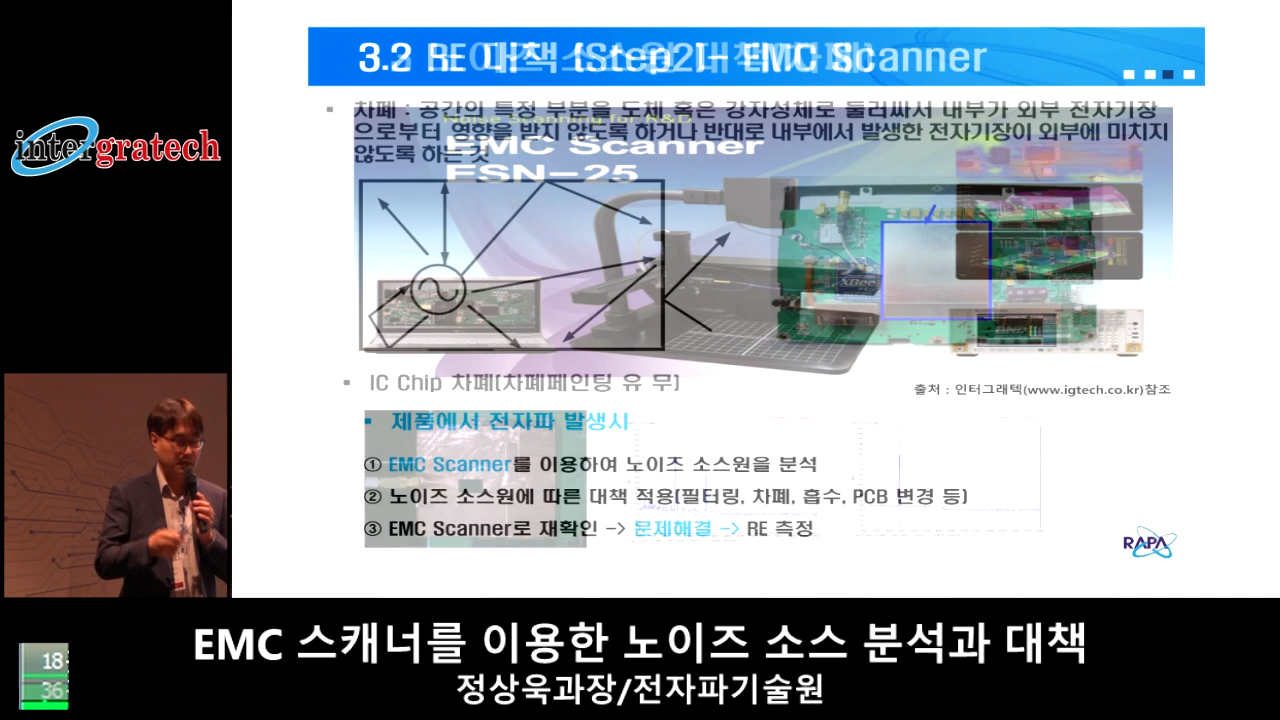 3.2 RE 대책 (Step2)- EMC Scanner
intergratech
▪ 차폐 : 공간의 특정 부분을 도체 혹은 강자성체로 둘러싸서 내부가 외부 전자기장
으로부터 영향을 받지 않도록 하거나 반대로 내부에서 발생한 전자기장이 외부에 미치지
않도록 하는 것
Noise Scanning for R&D
EMC Scanner
ESN-25
XBee
▪ IC Chip 차폐(차폐페인팅 유 무)
출처 : 인터그래텍(www.igtech.co.kr)참조
▪ 제품에서 전자파 발생시
① EMC Scanner를 이용하여 노이즈 소스원을 분석
② 노이즈 소스원에 따른 대책 적용(필터링, 차폐, 흡수, PCB 변경 등)
③ EMC Scanner로 재확인 -> 문제해결 -> RE 측정
RAPA
EMC 스캐너를 이용한 노이즈 소스 분석과 대책
정상욱과장/전자파기술원
18
36